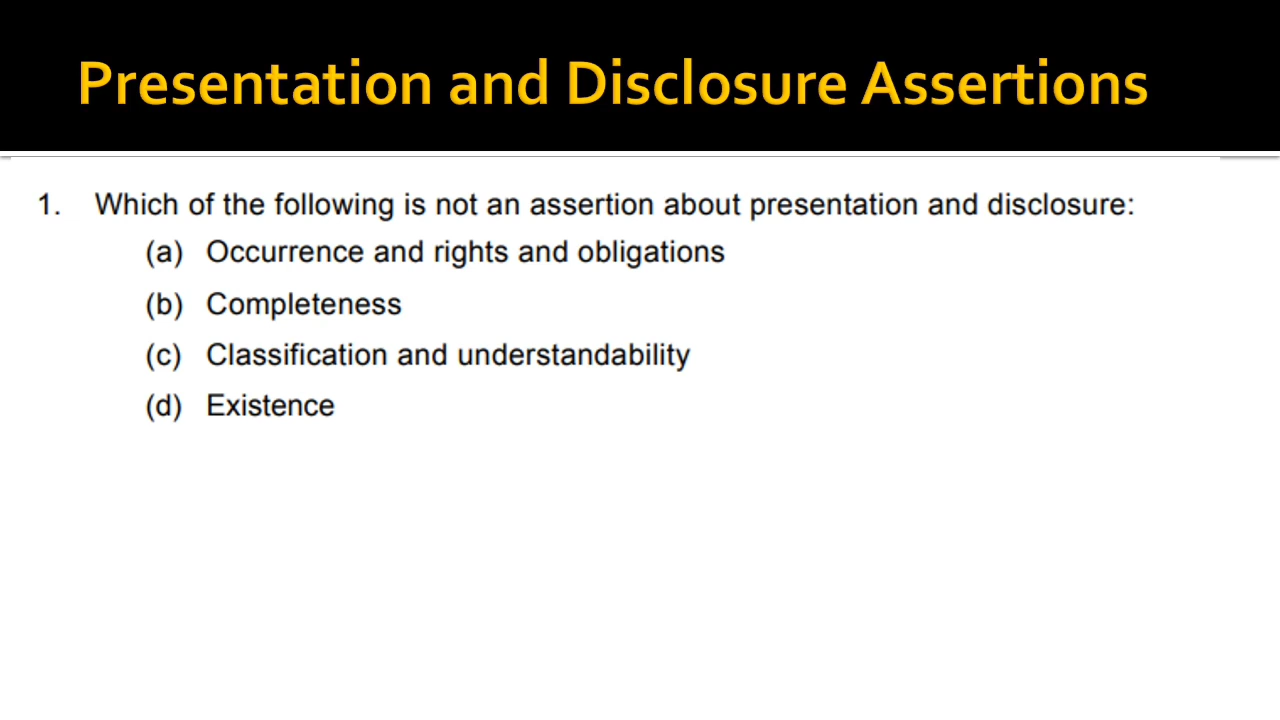 Presentation and Disclosure Assertions
1. Which of the following is not an assertion about presentation and disclosure:
(a) Occurrence and rights and obligations
(b) Completeness
(c) Classification and understandability
(d) Existence